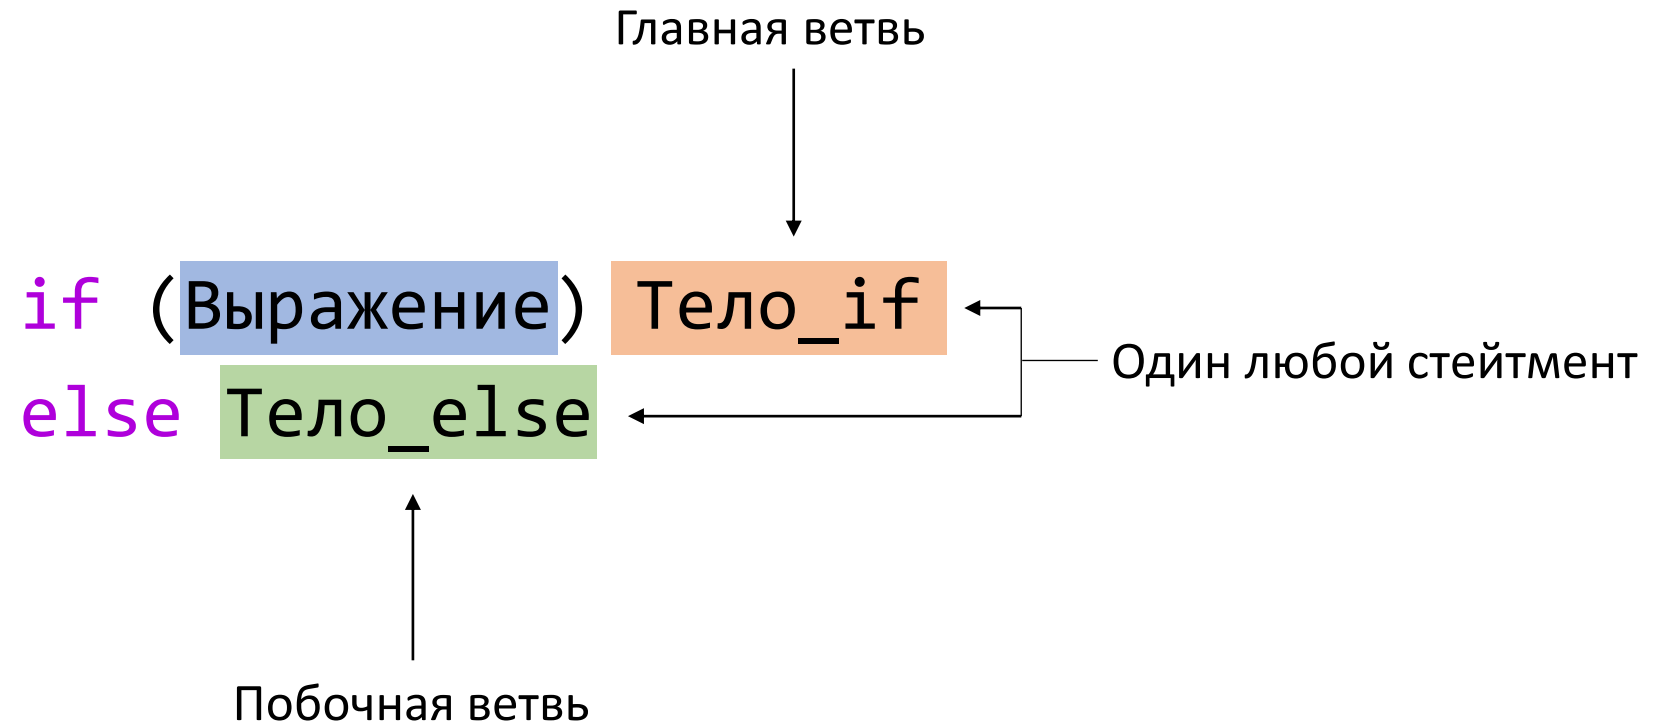 Главная ветвь
if (Выражение) Тело_if
Один любой стейтмент
else Тело_else
Побочная ветвь